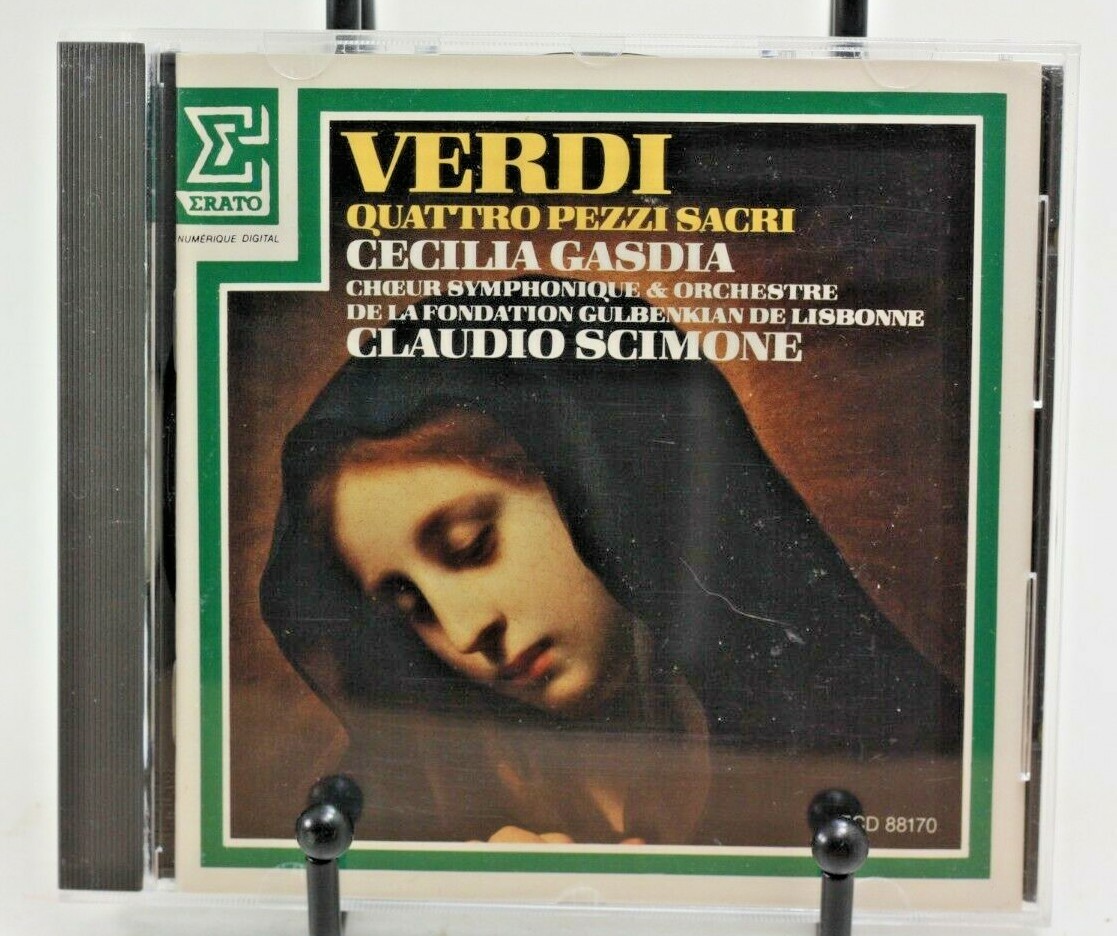 ΣRATO
NUMÉRIQUE DIGITAL
VERDI
QUATTRO PEZZI SACRI
CECILIA GASDIA
CHŒUR SYMPHONIQUE & ORCHESTRE
DE LA FONDATION GULBENKIAN DE LISBONNE
CLAUDIO SCIMONE
88170